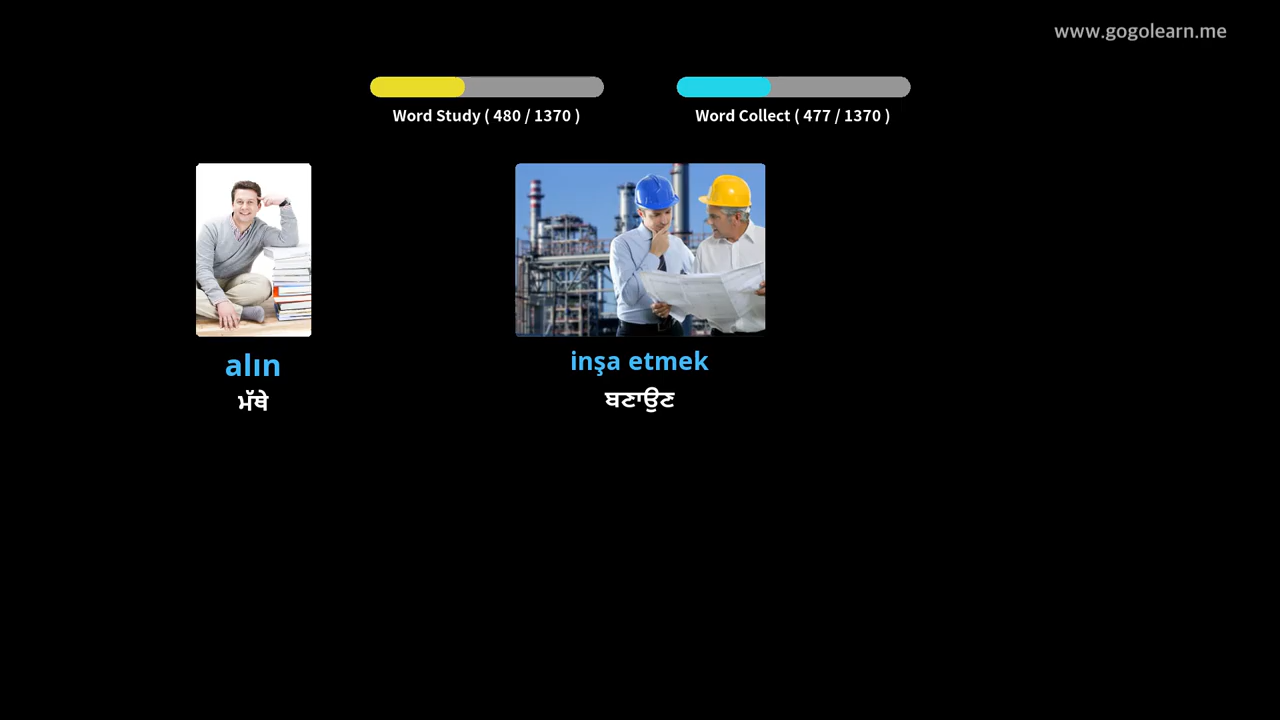 www.gogolearn.me
Word Study ( 480 / 1370 )
Word Collect ( 477 / 1370 )
alın
ਮੱਥੇ
inşa etmek
ਬਣਾਉਣ